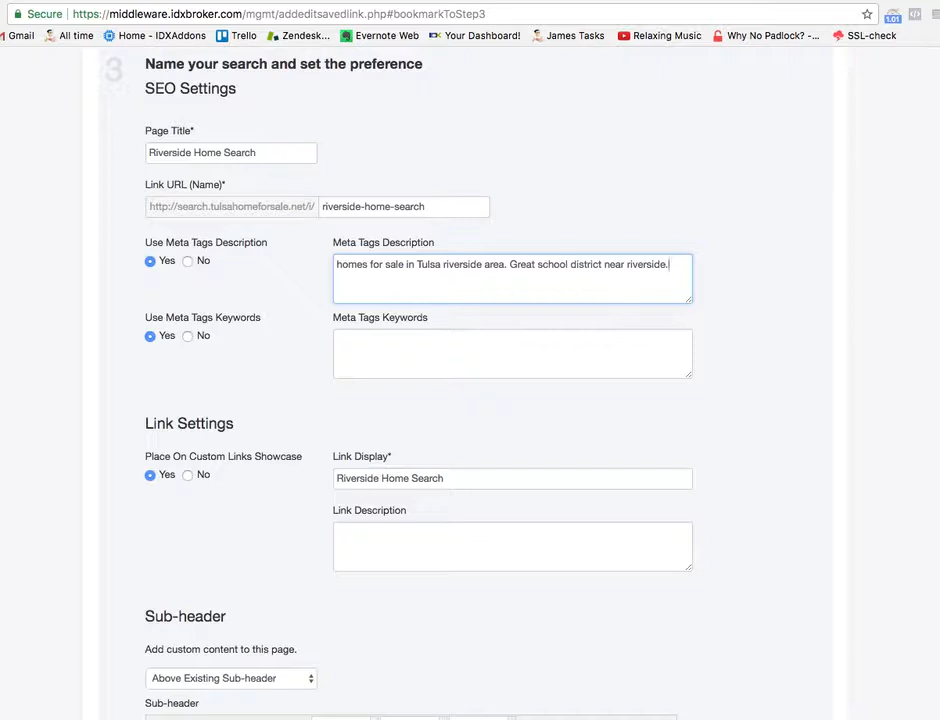 Secure https://middleware.idxbroker.com/mgmt/addeditsavedlink.php#bookmarkToStep3
1.01
Gmail All time Home - IDXAddons Trello Zendesk... Evernote Web Your Dashboard! James Tasks Relaxing Music Why No Padlock? -... SSL-check
3 Name your search and set the preference
SEO Settings
Page Title*
Riverside Home Search
Link URL (Name)*
http://search.tulsahomeforsale.net/i/ riverside-home-search
Use Meta Tags Description Meta Tags Description
Yes No homes for sale in Tulsa riverside area. Great school district near riverside.
Use Meta Tags Keywords Meta Tags Keywords
Yes No
Link Settings
Place On Custom Links Showcase Link Display*
Yes No Riverside Home Search
Link Description
Sub-header
Add custom content to this page.
Above Existing Sub-header
Sub-header